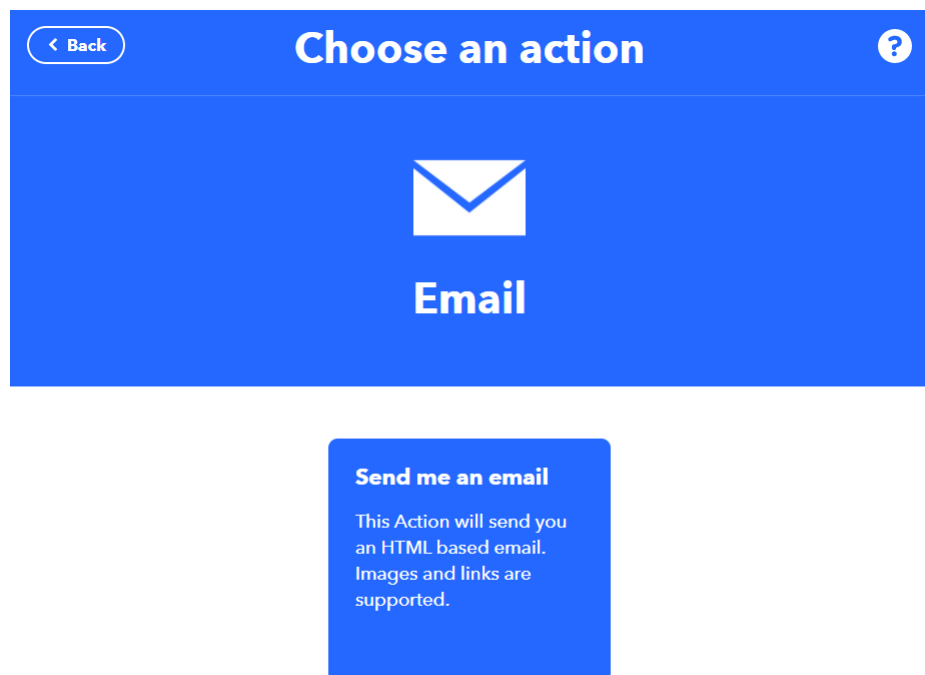 Back
Choose an action
?
Email
Send me an email
This Action will send you
an HTML based email.
Images and links are
supported.